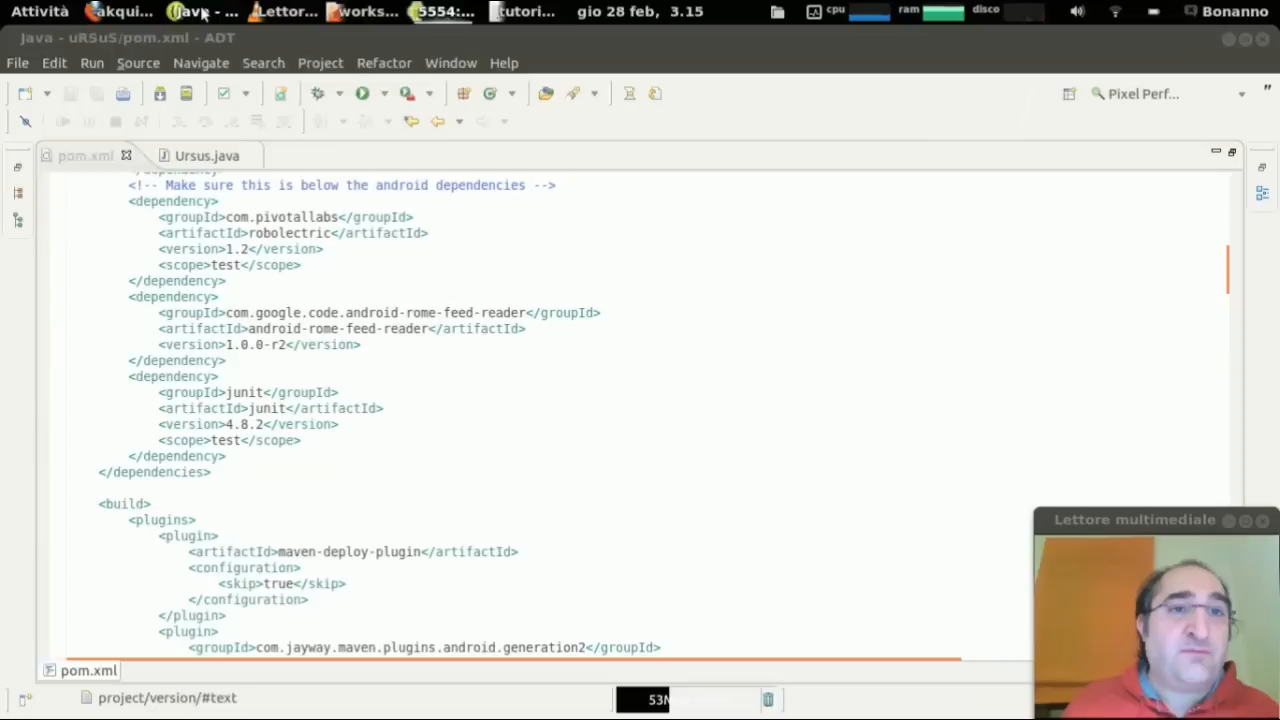 Attività akqui... Java - ... Lettor... works... 5554:... tutori... gio 28 feb, 3.15 cpu ram disco Bonanno
Java - uRSuS/pom.xml - ADT
File Edit Run Source Navigate Search Project Refactor Window Help
Pixel Perf...
pom.xml Ursus.java
</dependency>
<!-- Make sure this is below the android dependencies -->
<dependency>
<groupId>com.pivotallabs</groupId>
<artifactId>robolectric</artifactId>
<version>1.2</version>
<scope>test</scope>
</dependency>
<dependency>
<groupId>com.google.code.android-rome-feed-reader</groupId>
<artifactId>android-rome-feed-reader</artifactId>
<version>1.0.0-r2</version>
</dependency>
<dependency>
<groupId>junit</groupId>
<artifactId>junit</artifactId>
<version>4.8.2</version>
<scope>test</scope>
</dependency>
</dependencies>
<build>
<plugins>
<plugin>
<artifactId>maven-deploy-plugin</artifactId>
<configuration>
<skip>true</skip>
</configuration>
</plugin>
<plugin>
<groupId>com.jayway.maven.plugins.android.generation2</groupId>
Lettore multimediale
pom.xml
project/version/#text